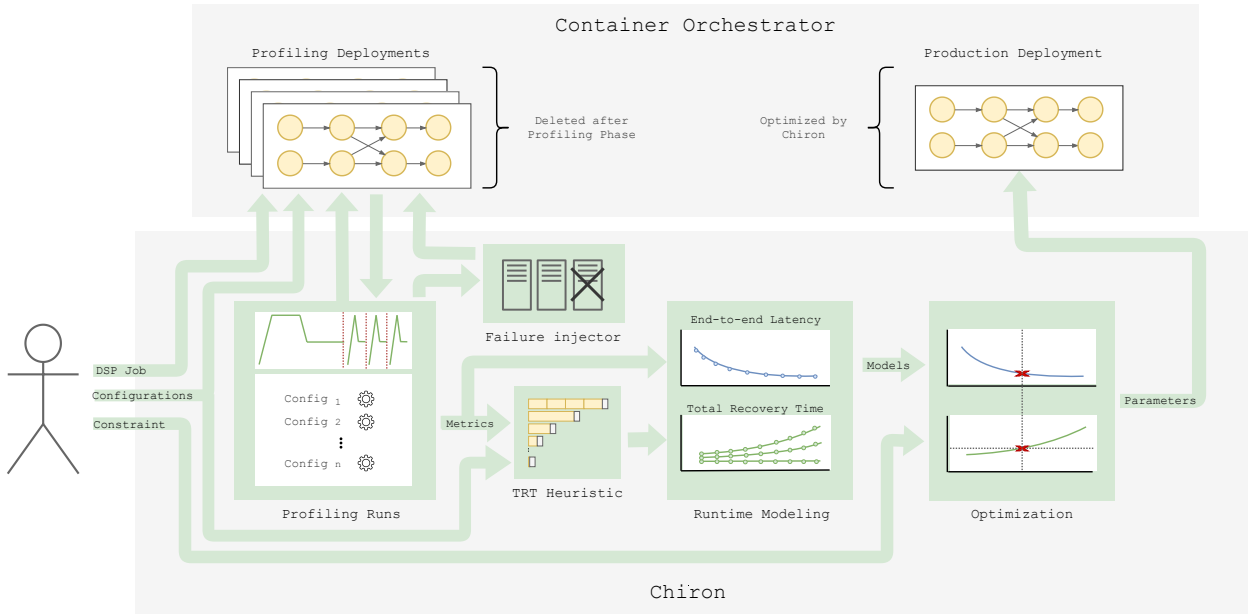 Container Orchestrator
Profiling Deployments
Production Deployment
Deleted after
Profiling Phase
Optimized by
Chiron
Failure injector
End-to-end Latency
DSP Job
Configurations
Constraint
Config 1
Config 2
Config n
Metrics
Total Recovery Time
Models
Parameters
TRT Heuristic
Profiling Runs
Runtime Modeling
Optimization
Chiron